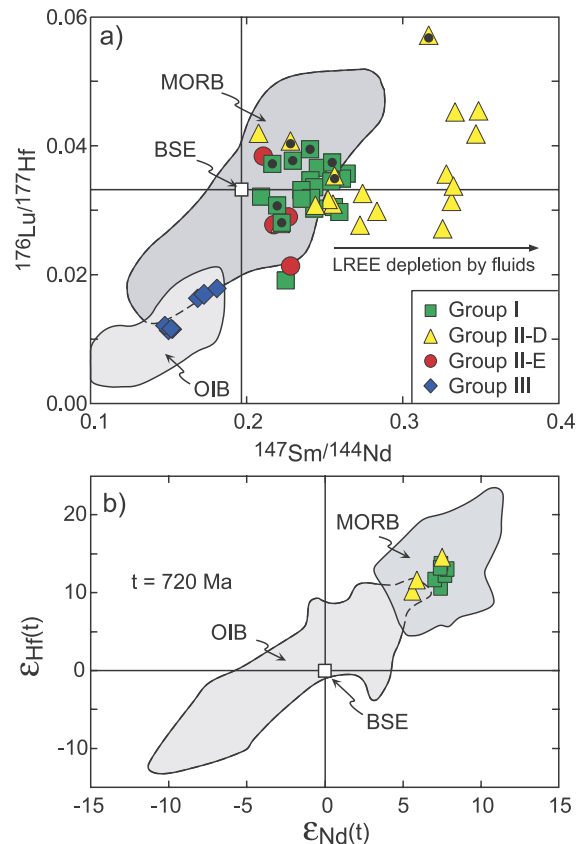 a)
0.06
MORB
BSE
0.04
176Lu/177Hf
0.02
LREE depletion by fluids
Group I
Group II-D
Group II-E
Group III
OIB
0.00
0.1
0.2
0.3
0.4
147Sm/144Nd
b)
20
MORB
t = 720 Ma
10
OIB
εHf(t)
0
BSE
-10
-15
-10
-5
0
5
10
15
εNd(t)